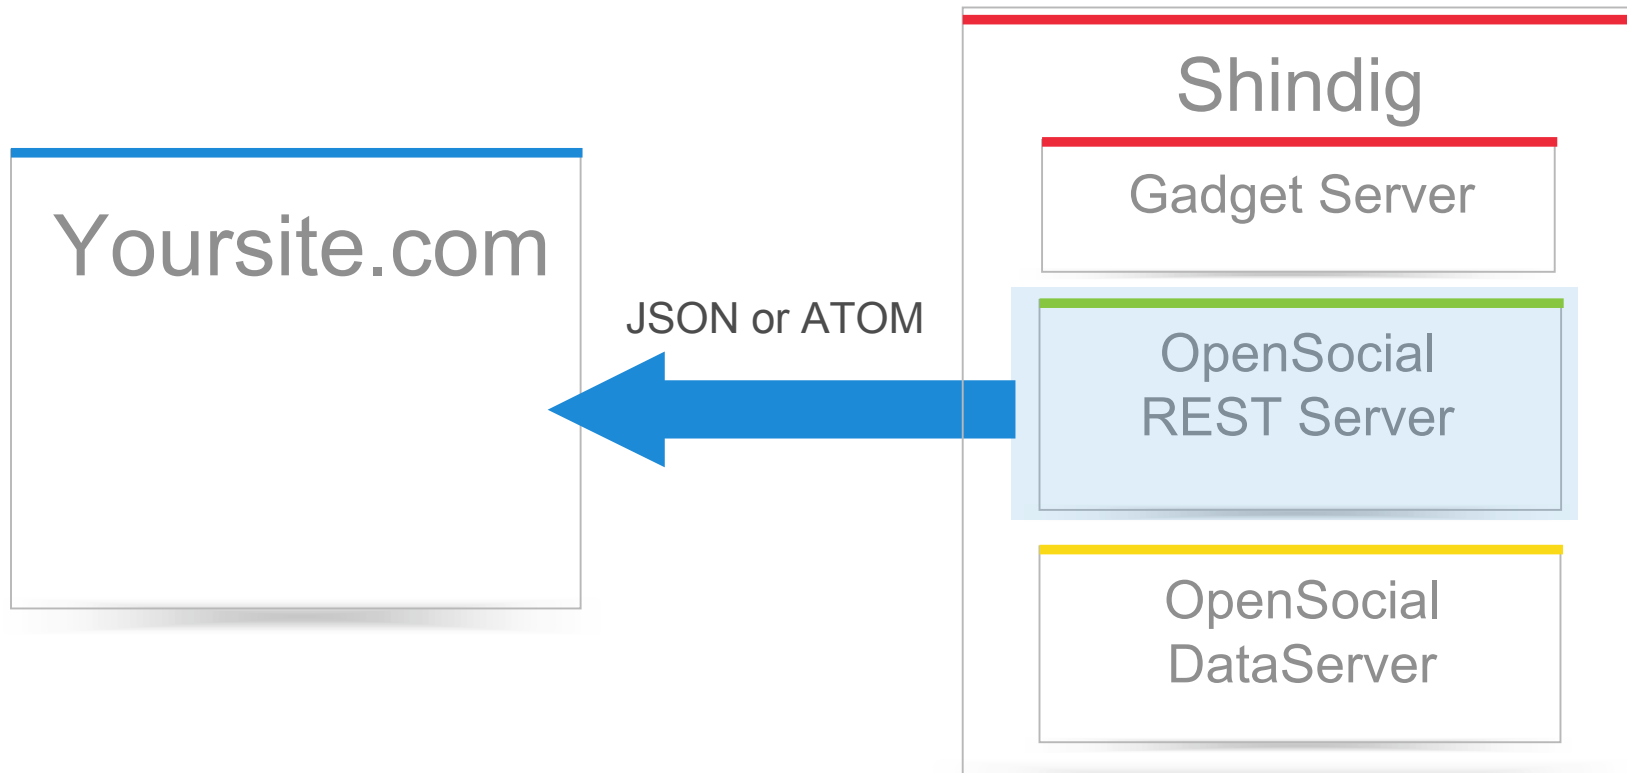 Shindig
Gadget Server
Yoursite.com
JSON or ATOM
OpenSocial
REST Server
OpenSocial
DataServer